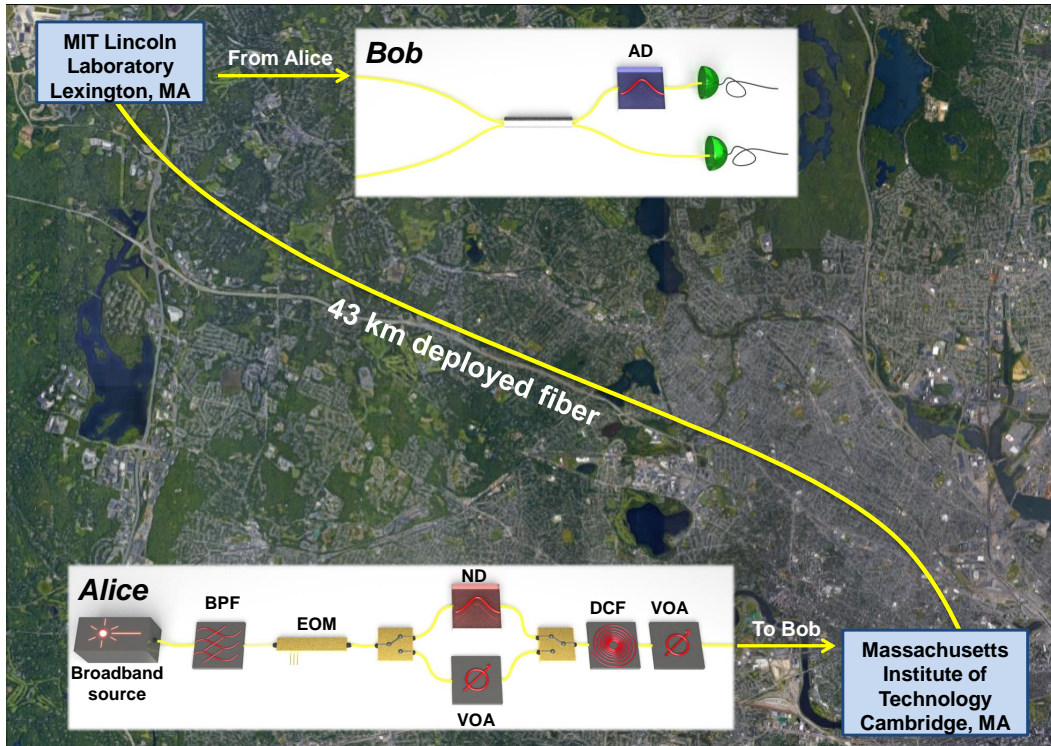 MIT Lincoln
Laboratory
Lexington, MA
From Alice
Bob
AD
43 km deployed fiber
Alice
BPF
EOM
ND
DCF
VOA
Broadband
source
VOA
To Bob
Massachusetts
Institute of
Technology
Cambridge, MA